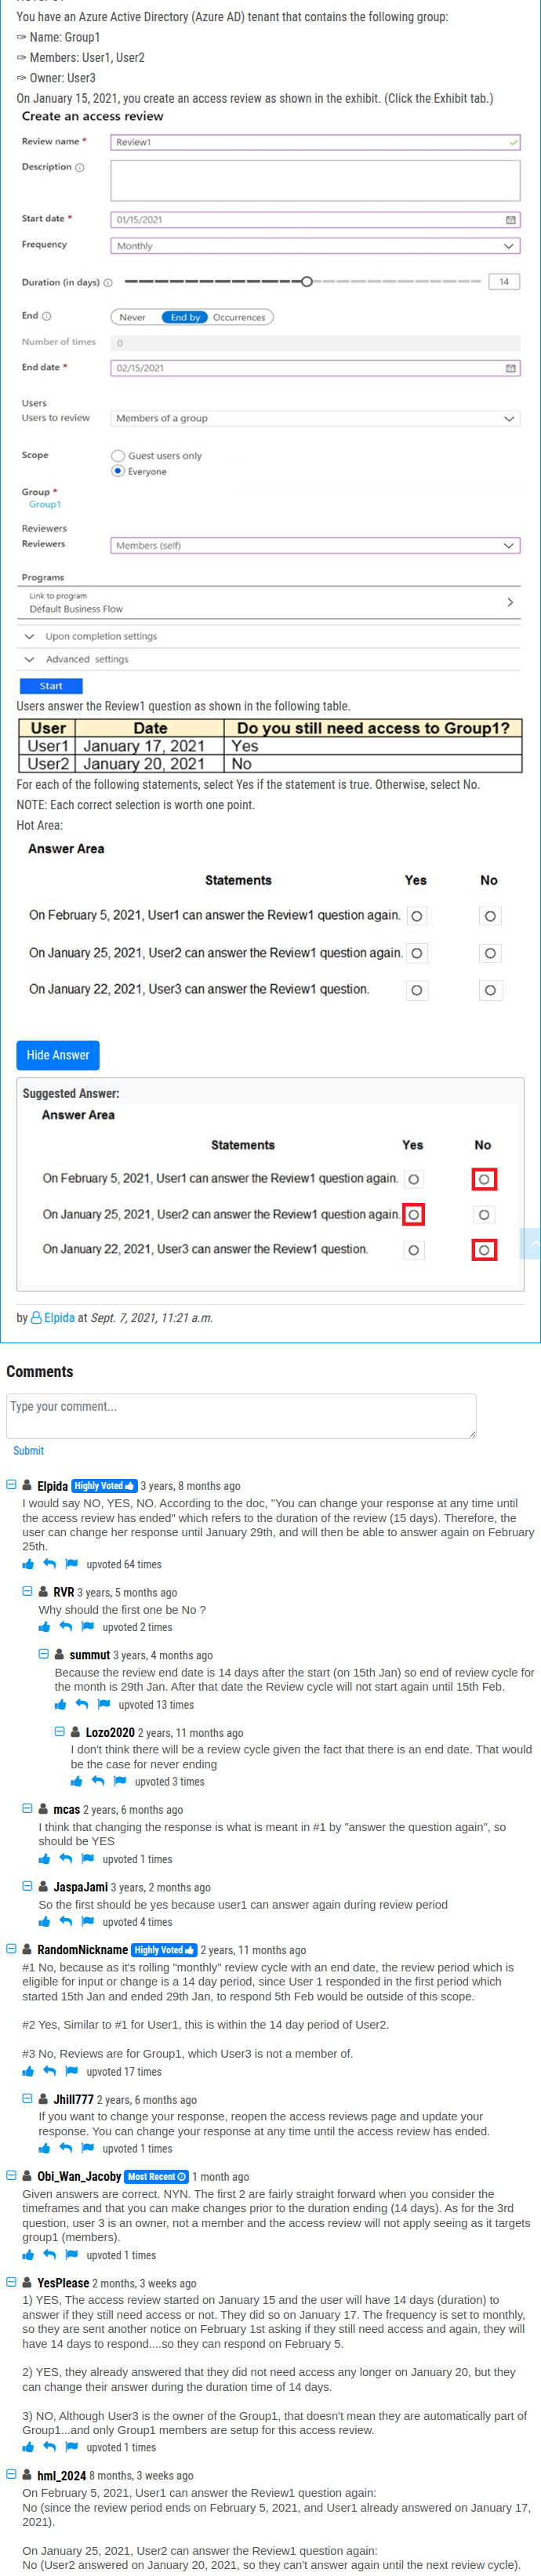 You have an Azure Active Directory (Azure AD) tenant that contains the following group:
✑ Name: Group1
✑ Members: User1, User2
✑ Owner: User3
On January 15, 2021, you create an access review as shown in the exhibit. (Click the Exhibit tab.)
Create an access review
Review name * Review1
Description
Start date * 01/15/2021
Frequency Monthly
Duration (in days) 14
End Never End by Occurrences
Number of times 0
End date * 02/15/2021
Users
Users to review Members of a group
Scope Guest users only
Everyone
Group *
Group1
Reviewers
Reviewers Members (self)
Programs
Link to program
Default Business Flow
Upon completion settings
Advanced settings
Start
Users answer the Review1 question as shown in the following table.
User Date Do you still need access to Group1?
User1 January 17, 2021 Yes
User2 January 20, 2021 No
For each of the following statements, select Yes if the statement is true. Otherwise, select No.
NOTE: Each correct selection is worth one point.
Hot Area:
Answer Area
Statements Yes No
On February 5, 2021, User1 can answer the Review1 question again.
On January 25, 2021, User2 can answer the Review1 question again.
On January 22, 2021, User3 can answer the Review1 question.
Hide Answer
Suggested Answer:
Answer Area
Statements Yes No
On February 5, 2021, User1 can answer the Review1 question again.
On January 25, 2021, User2 can answer the Review1 question again.
On January 22, 2021, User3 can answer the Review1 question.
by Elpida at Sept. 7, 2021, 11:21 a.m.
Comments
Type your comment...
Submit
Elpida Highly Voted 3 years, 8 months ago
I would say NO, YES, NO. According to the doc, "You can change your response at any time until
the access review has ended" which refers to the duration of the review (15 days). Therefore, the
user can change her response until January 29th, and will then be able to answer again on February
25th.
upvoted 64 times
RVR 3 years, 5 months ago
Why should the first one be No ?
upvoted 2 times
summut 3 years, 4 months ago
Because the review end date is 14 days after the start (on 15th Jan) so end of review cycle for
the month is 29th Jan. After that date the Review cycle will not start again until 15th Feb.
upvoted 13 times
Lozo2020 2 years, 11 months ago
I don't think there will be a review cycle given the fact that there is an end date. That would
be the case for never ending
upvoted 3 times
mcas 2 years, 6 months ago
I think that changing the response is what is meant in #1 by "answer the question again", so
should be YES
upvoted 1 times
JaspaJami 3 years, 2 months ago
So the first should be yes because user1 can answer again during review period
upvoted 4 times
RandomNickname Highly Voted 2 years, 11 months ago
#1 No, because as it's rolling "monthly" review cycle with an end date, the review period which is
eligible for input or change is a 14 day period, since User 1 responded in the first period which
started 15th Jan and ended 29th Jan, to respond 5th Feb would be outside of this scope.
#2 Yes, Similar to #1 for User1, this is within the 14 day period of User2.
#3 No, Reviews are for Group1, which User3 is not a member of.
upvoted 17 times
Jhill777 2 years, 6 months ago
If you want to change your response, reopen the access reviews page and update your
response. You can change your response at any time until the access review has ended.
upvoted 1 times
Obi_Wan_Jacoby Most Recent 1 month ago
Given answers are correct. NYN. The first 2 are fairly straight forward when you consider the
timeframes and that you can make changes prior to the duration ending (14 days). As for the 3rd
question, user 3 is an owner, not a member and the access review will not apply seeing as it targets
group1 (members).
upvoted 1 times
YesPlease 2 months, 3 weeks ago
1) YES, The access review started on January 15 and the user will have 14 days (duration) to
answer if they still need access or not. They did so on January 17. The frequency is set to monthly,
so they are sent another notice on February 1st asking if they still need access and again, they will
have 14 days to respond....so they can respond on February 5.
2) YES, they already answered that they did not need access any longer on January 20, but they
can change their answer during the duration time of 14 days.
3) NO, Although User3 is the owner of the Group1, that doesn't mean they are automatically part of
Group1...and only Group1 members are setup for this access review.
upvoted 1 times
hml_2024 8 months, 3 weeks ago
On February 5, 2021, User1 can answer the Review1 question again:
No (since the review period ends on February 5, 2021, and User1 already answered on January 17,
2021).
On January 25, 2021, User2 can answer the Review1 question again:
No (User2 answered on January 20, 2021, so they can't answer again until the next review cycle).